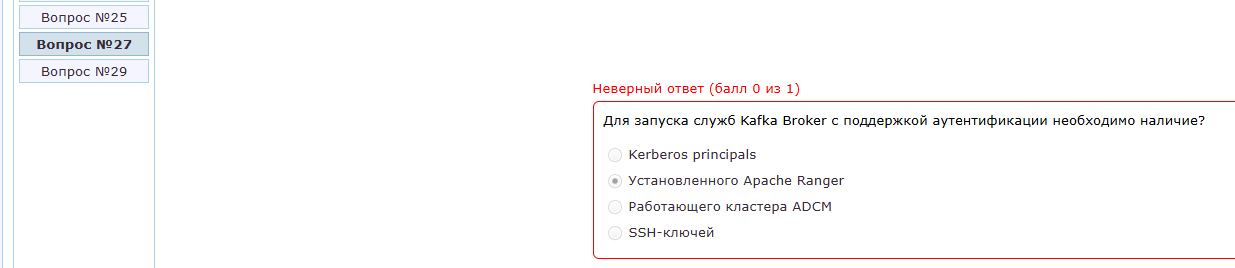 Вопрос №25
Вопрос №27
Вопрос №29
Неверный ответ (балл 0 из 1)
Для запуска служб Kafka Broker с поддержкой аутентификации необходимо наличие?
Kerberos principals
Установленного Apache Ranger
Работающего кластера ADCM
SSH-ключей